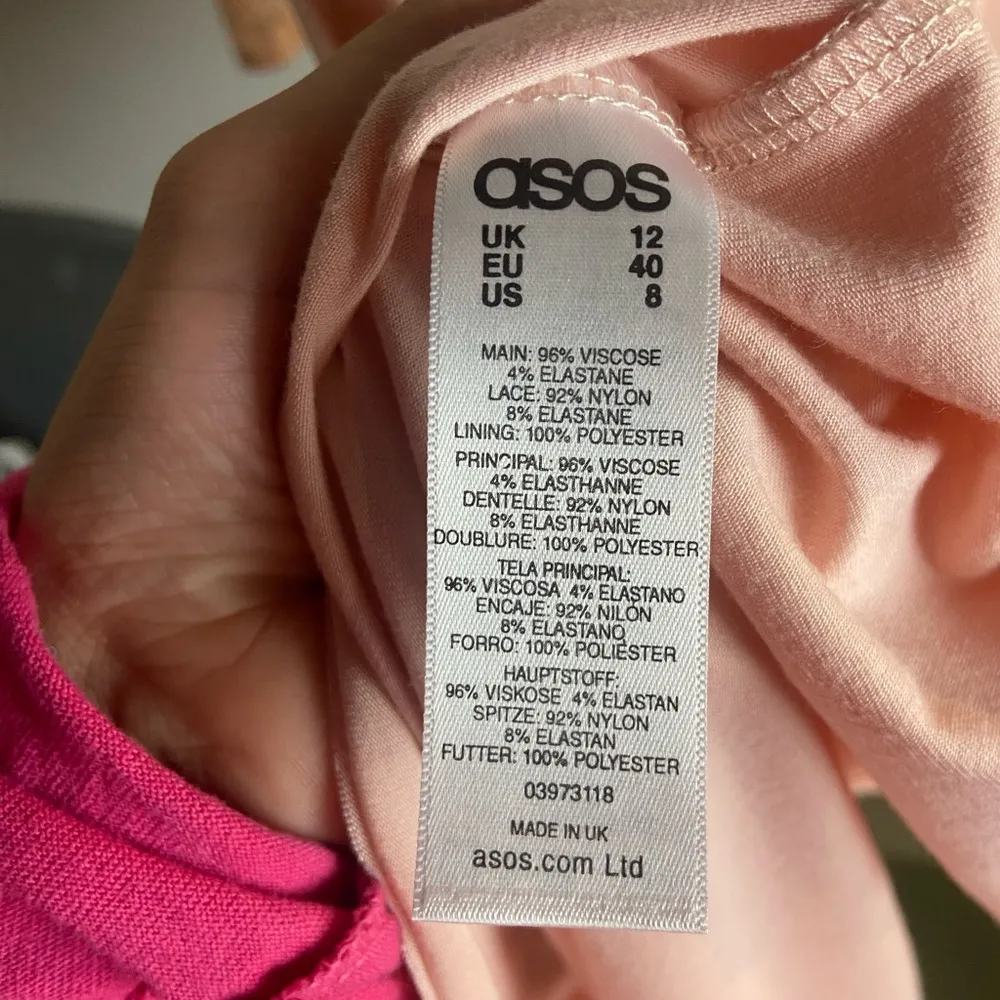 asos
UK 12
EU 40
US 8
MAIN: 96% VISCOSE
4% ELASTANE
LACE: 92% NYLON
8% ELASTANE
LINING: 100% POLYESTER
PRINCIPAL: 96% VISCOSE
4% ELASTHANNE
DENTELLE: 92% NYLON
8% ELASTHANNE
DOUBLURE: 100% POLYESTER
TELA PRINCIPAL:
96% VISCOSA 4% ELASTANO
ENCAJE: 92% NILON
8% ELASTANO
FORRO: 100% POLIÉSTER
HAUPTSTOFF:
96% VISKOSE 4% ELASTAN
SPITZE: 92% NYLON
8% ELASTAN
FUTTER: 100% POLYESTER
03973118
MADE IN UK
asos.com Ltd